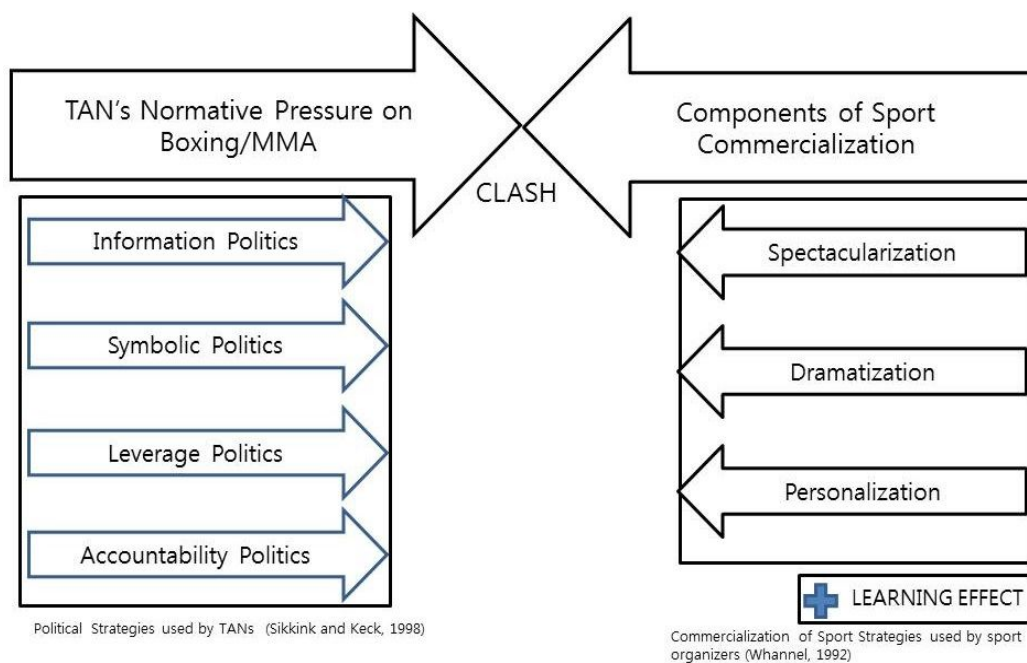 TAN's Normative Pressure on
Boxing/MMA
Components of Sport
Commercialization
CLASH
Information Politics
Symbolic Politics
Leverage Politics
Accountability Politics
Political Strategies used by TANs (Sikkink and Keck, 1998)
Spectacularization
Dramatization
Personalization
LEARNING EFFECT
Commercialization of Sport Strategies used by sport
organizers (Whannel, 1992)